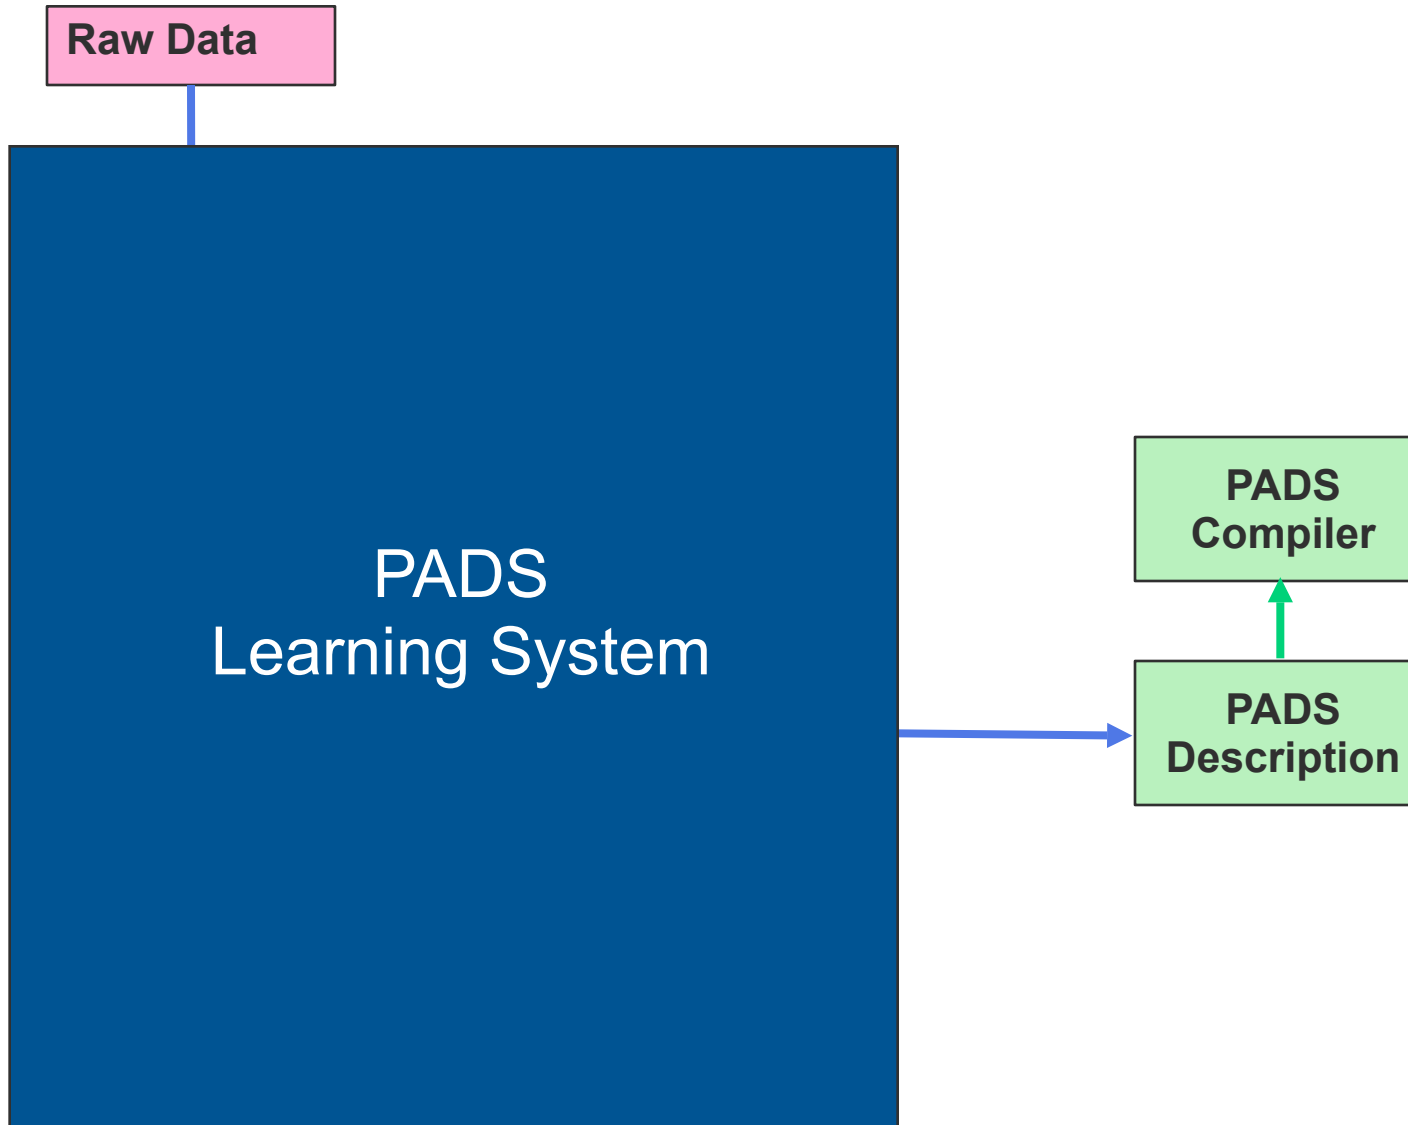 Raw Data
PADS
Learning System
PADS
Compiler
PADS
Description